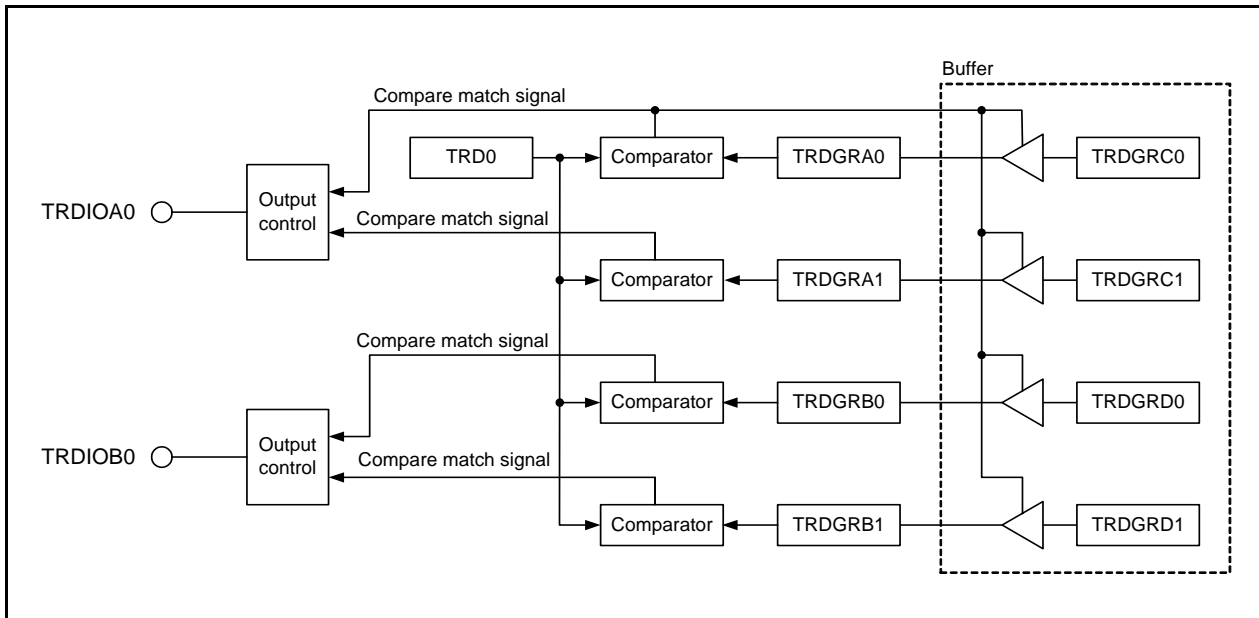 Buffer
Compare match signal
TRD0
Comparator
TRDGRA0
TRDGRC0
TRDIOA0
Output
control
Compare match signal
Comparator
TRDGRA1
TRDGRC1
Compare match signal
Comparator
TRDGRB0
TRDGRD0
TRDIOB0
Output
control
Compare match signal
Comparator
TRDGRB1
TRDGRD1